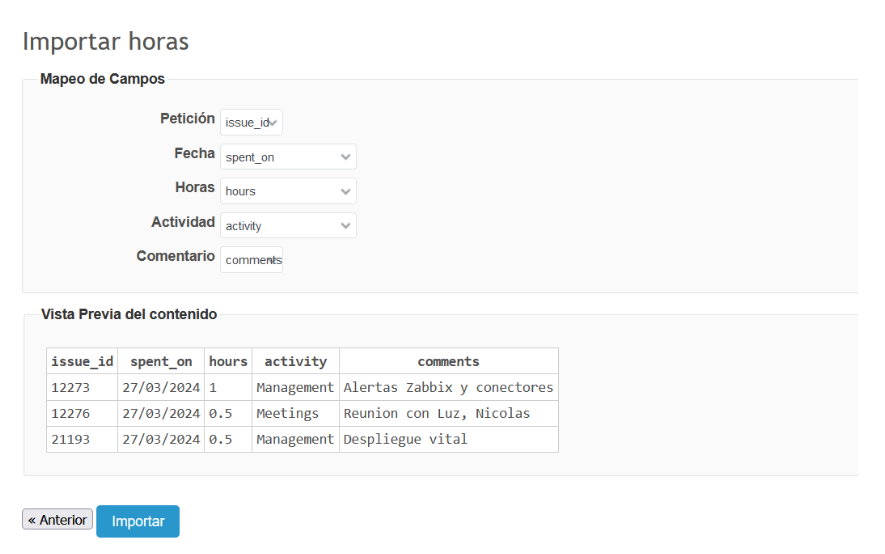 Importar horas
Mapeo de Campos
Petición issue_id
Fecha spent_on
Horas hours
Actividad activity
Comentario comments
Vista Previa del contenido
issue_id spent_on hours activity comments
12273 27/03/2024 1 Management Alertas Zabbix y conectores
12276 27/03/2024 0.5 Meetings Reunion con Luz, Nicolas
21193 27/03/2024 0.5 Management Despliegue vital
« Anterior Importar